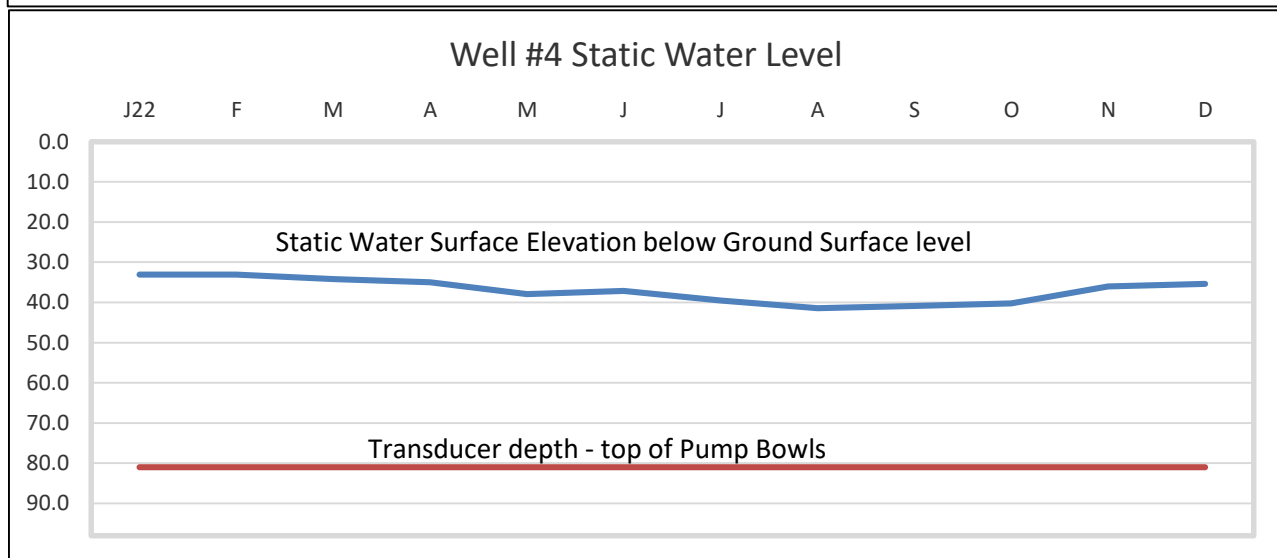 Well #4 Static Water Level
J22 F M A M J J A S O N D
0.0
10.0
20.0
Static Water Surface Elevation below Ground Surface level
30.0
40.0
50.0
60.0
70.0
Transducer depth - top of Pump Bowls
80.0
90.0